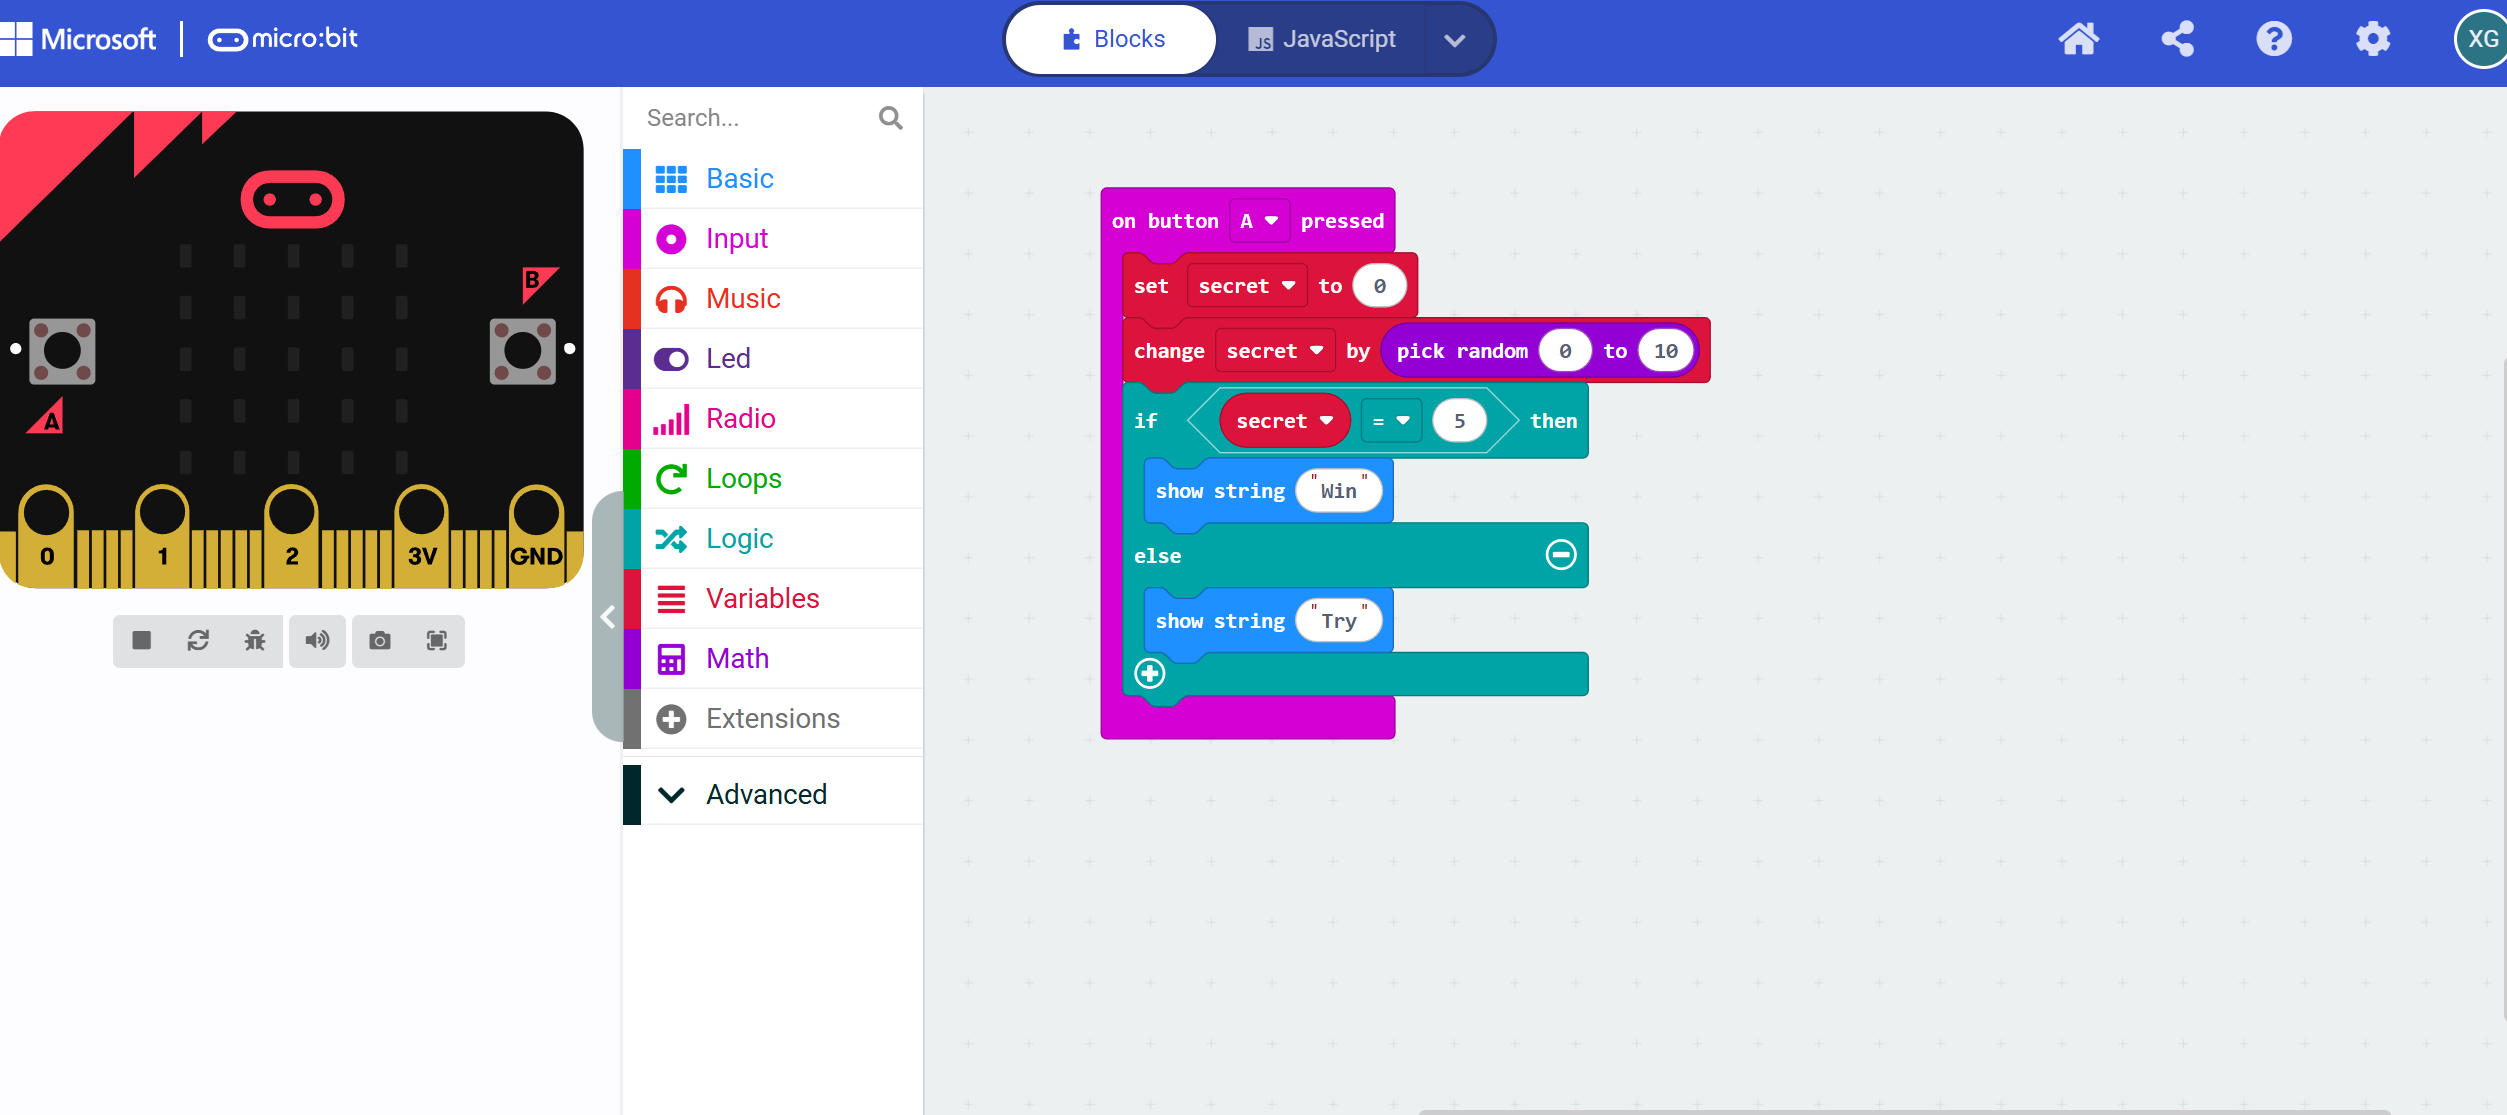 Microsoft micro:bit
Blocks
JS JavaScript
XG
Search...
Basic
Input
Music
Led
Radio
Loops
Logic
Variables
Math
Extensions
Advanced
B
A
0 1 2 3V GND
on button A pressed
set secret to 0
change secret by pick random 0 to 10
if secret = 5 then
show string "Win"
else
show string "Try"